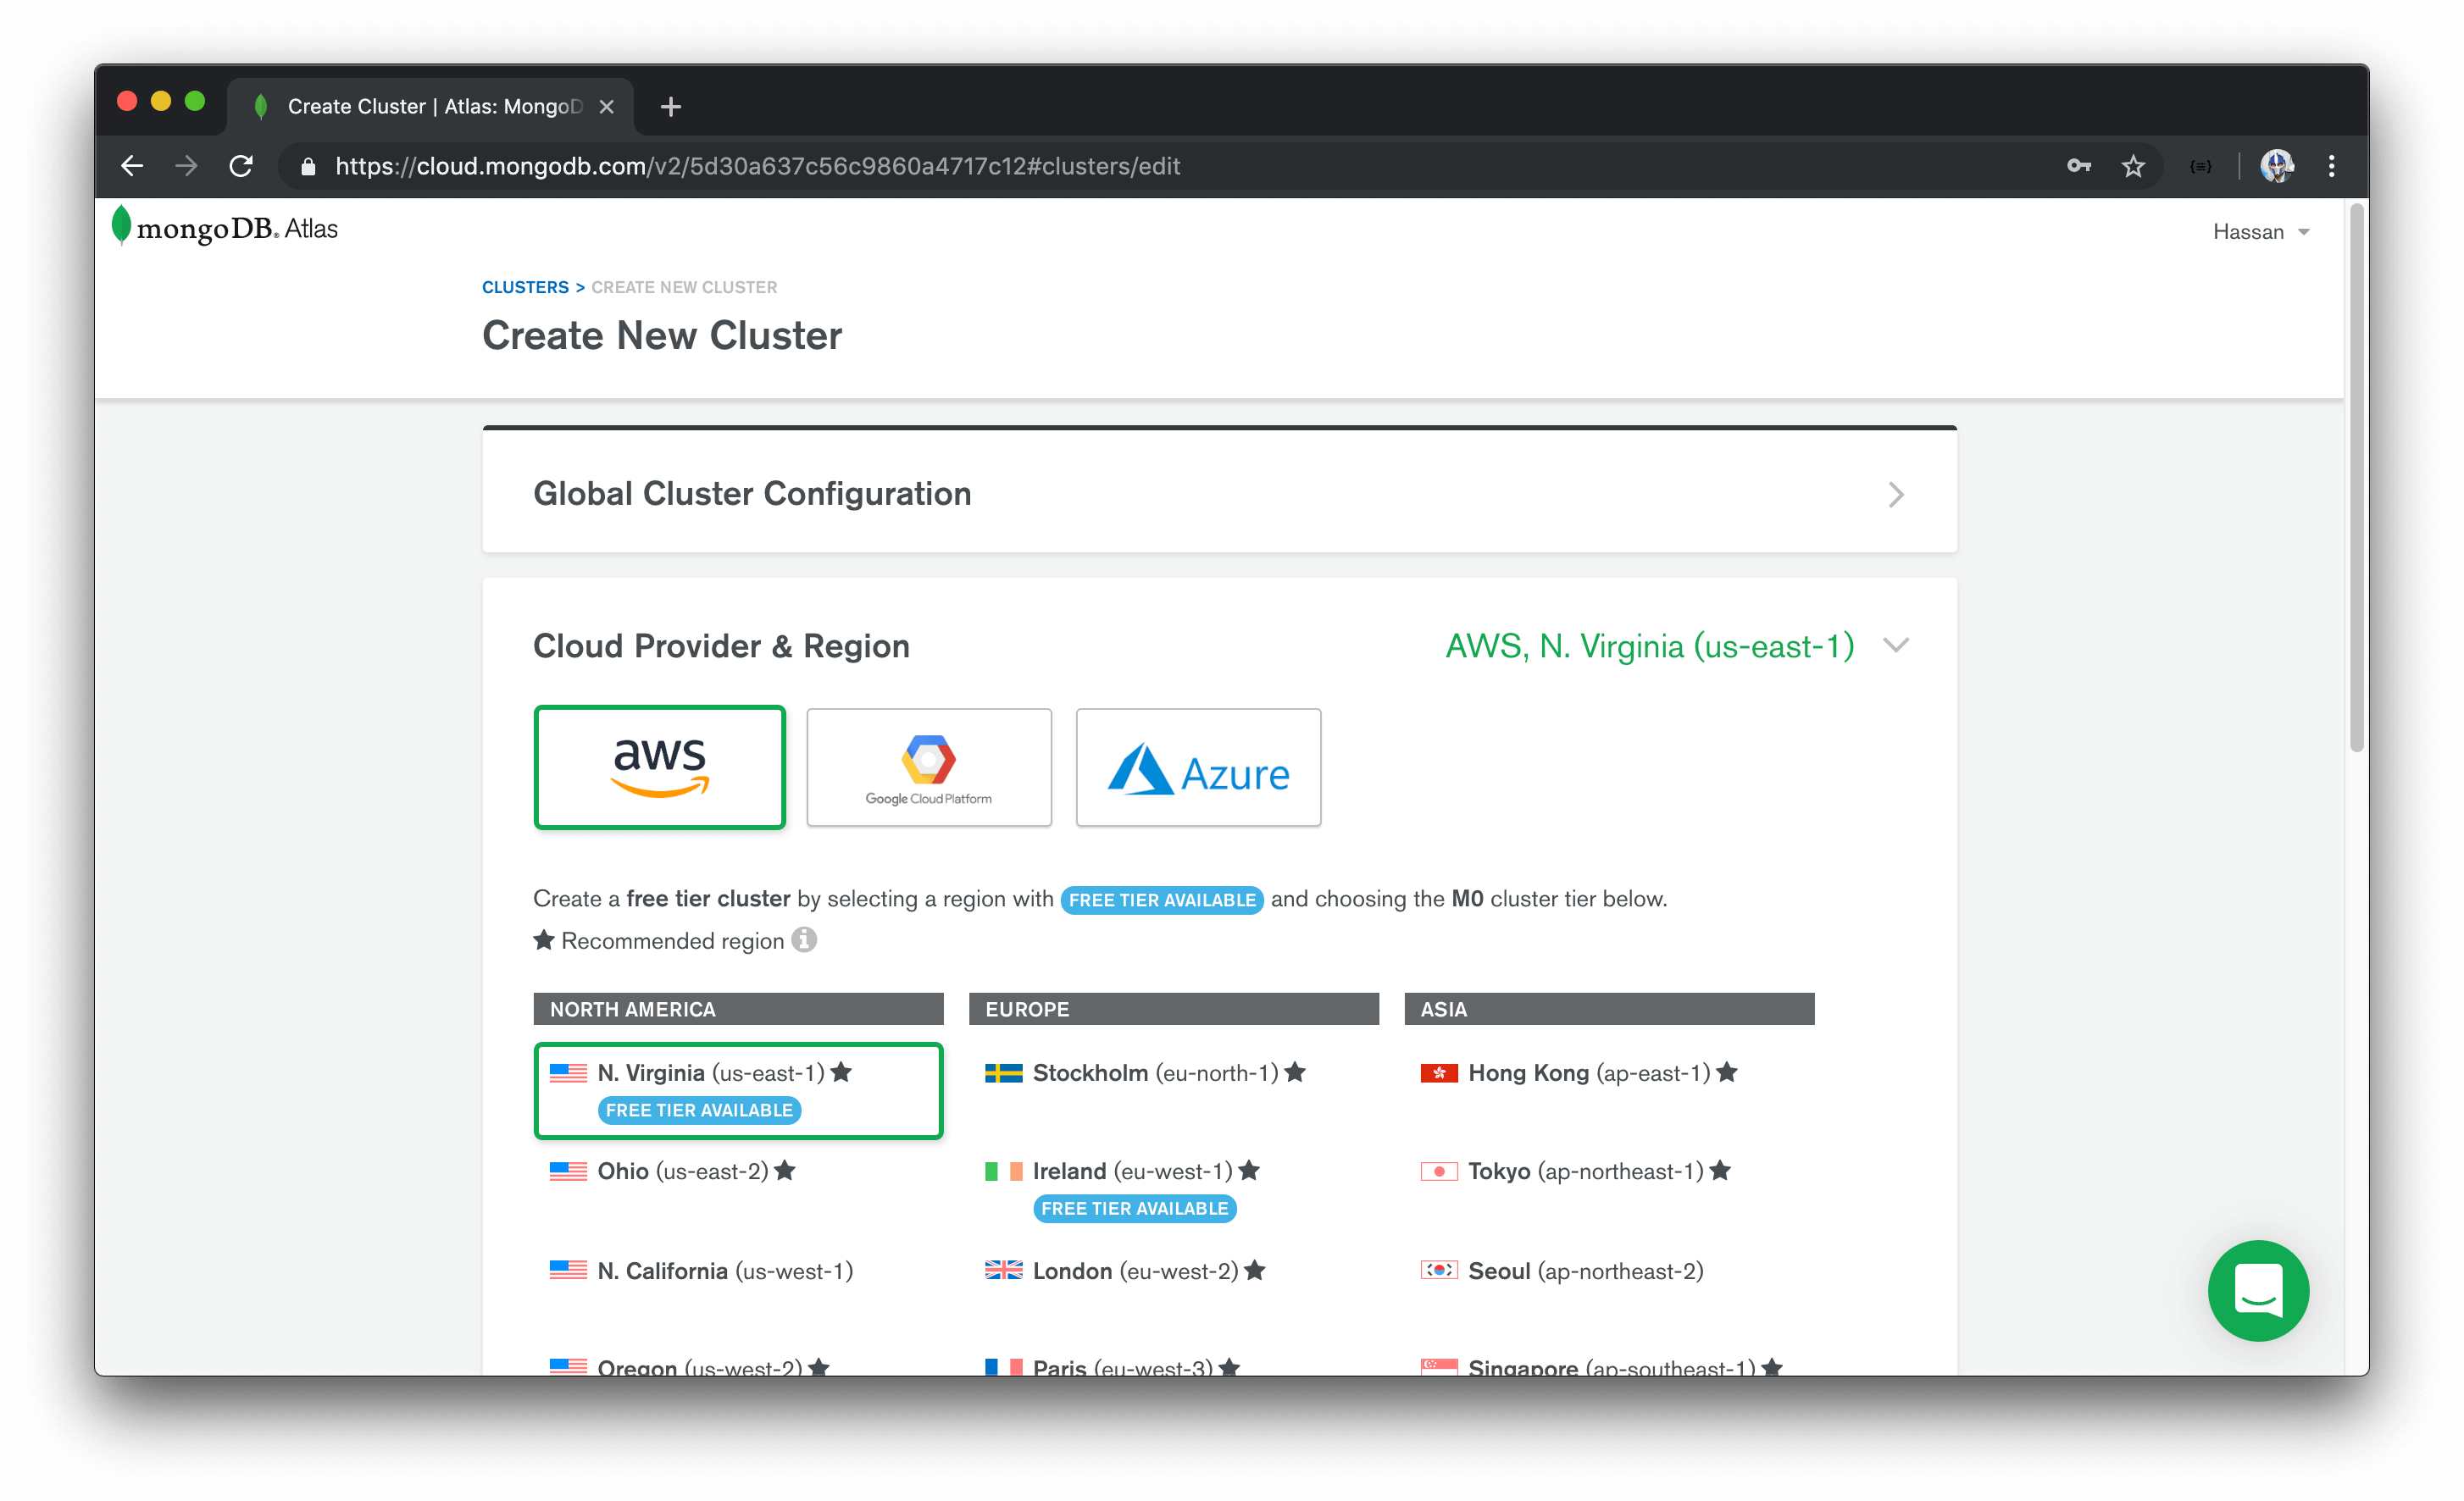 Create Cluster | Atlas: MongoD
https://cloud.mongodb.com/v2/5d30a637c56c9860a4717c12#clusters/edit
mongoDB. Atlas
Hassan
CLUSTERS > CREATE NEW CLUSTER
Create New Cluster
Global Cluster Configuration
Cloud Provider & Region
AWS, N. Virginia (us-east-1)
aws
Google Cloud Platform
Azure
Create a free tier cluster by selecting a region with FREE TIER AVAILABLE and choosing the M0 cluster tier below.
★ Recommended region
NORTH AMERICA
EUROPE
ASIA
N. Virginia (us-east-1) ★
FREE TIER AVAILABLE
Stockholm (eu-north-1) ★
Hong Kong (ap-east-1) ★
Ohio (us-east-2) ★
Ireland (eu-west-1) ★
FREE TIER AVAILABLE
Tokyo (ap-northeast-1) ★
N. California (us-west-1)
London (eu-west-2) ★
Seoul (ap-northeast-2)
Oregon (us-west-2) ★
Paris (eu-west-3) ★
Singapore (ap-southeast-1) ★